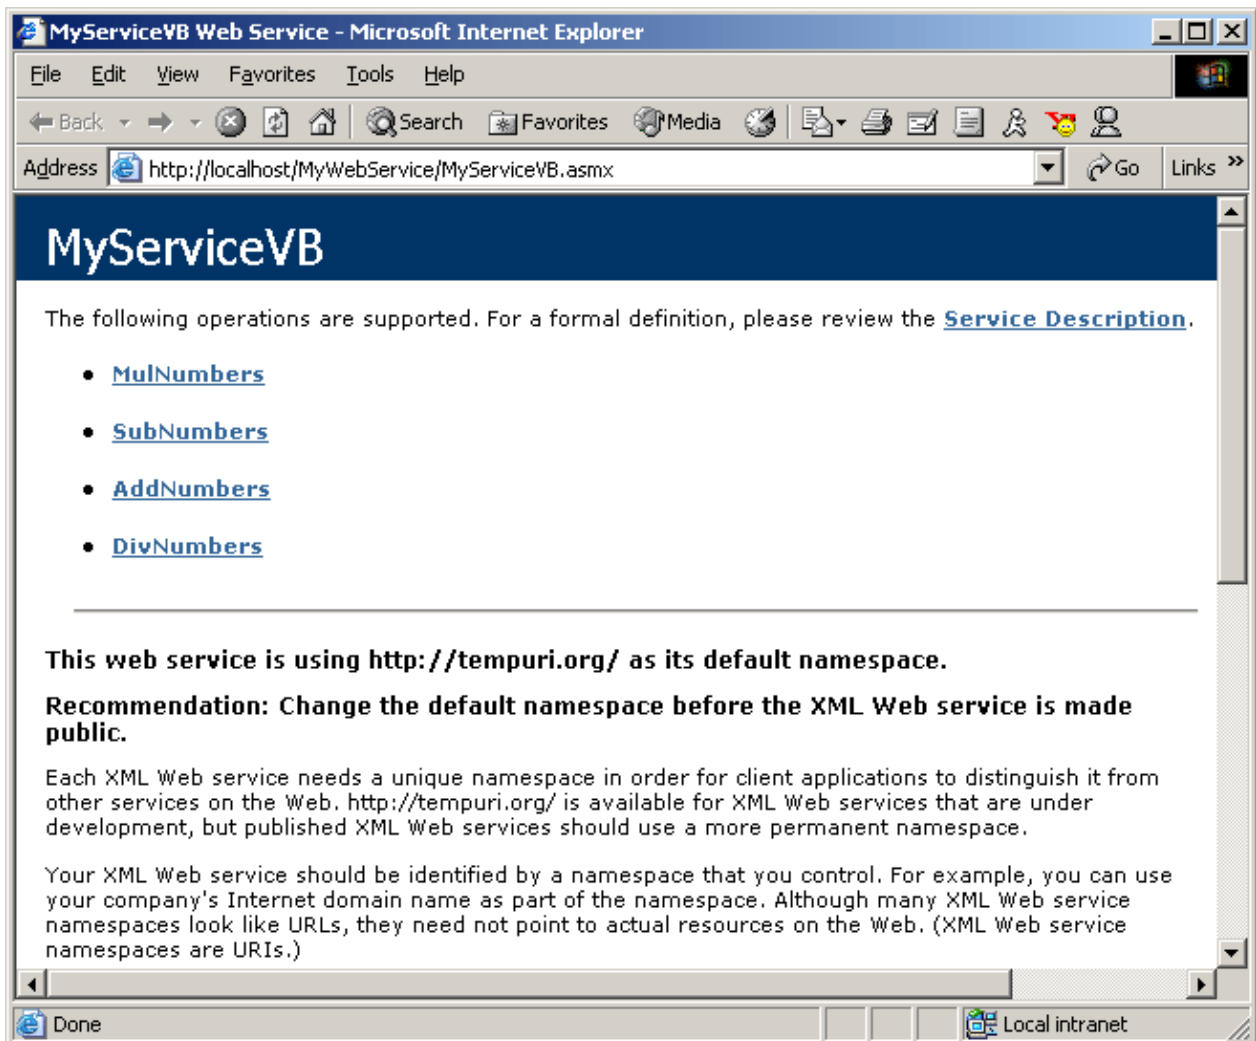 MyServiceVB Web Service - Microsoft Internet Explorer
File Edit View Favorites Tools Help
Back Search Favorites Media
Address http://localhost/MyWebService/MyServiceVB.asmx Go Links »
MyServiceVB
The following operations are supported. For a formal definition, please review the Service Description.
• MulNumbers
• SubNumbers
• AddNumbers
• DivNumbers
This web service is using http://tempuri.org/ as its default namespace.
Recommendation: Change the default namespace before the XML Web service is made
public.
Each XML Web service needs a unique namespace in order for client applications to distinguish it from
other services on the Web. http://tempuri.org/ is available for XML Web services that are under
development, but published XML Web services should use a more permanent namespace.
Your XML Web service should be identified by a namespace that you control. For example, you can use
your company's Internet domain name as part of the namespace. Although many XML Web service
namespaces look like URLs, they need not point to actual resources on the Web. (XML Web service
namespaces are URIs.)
Done Local intranet